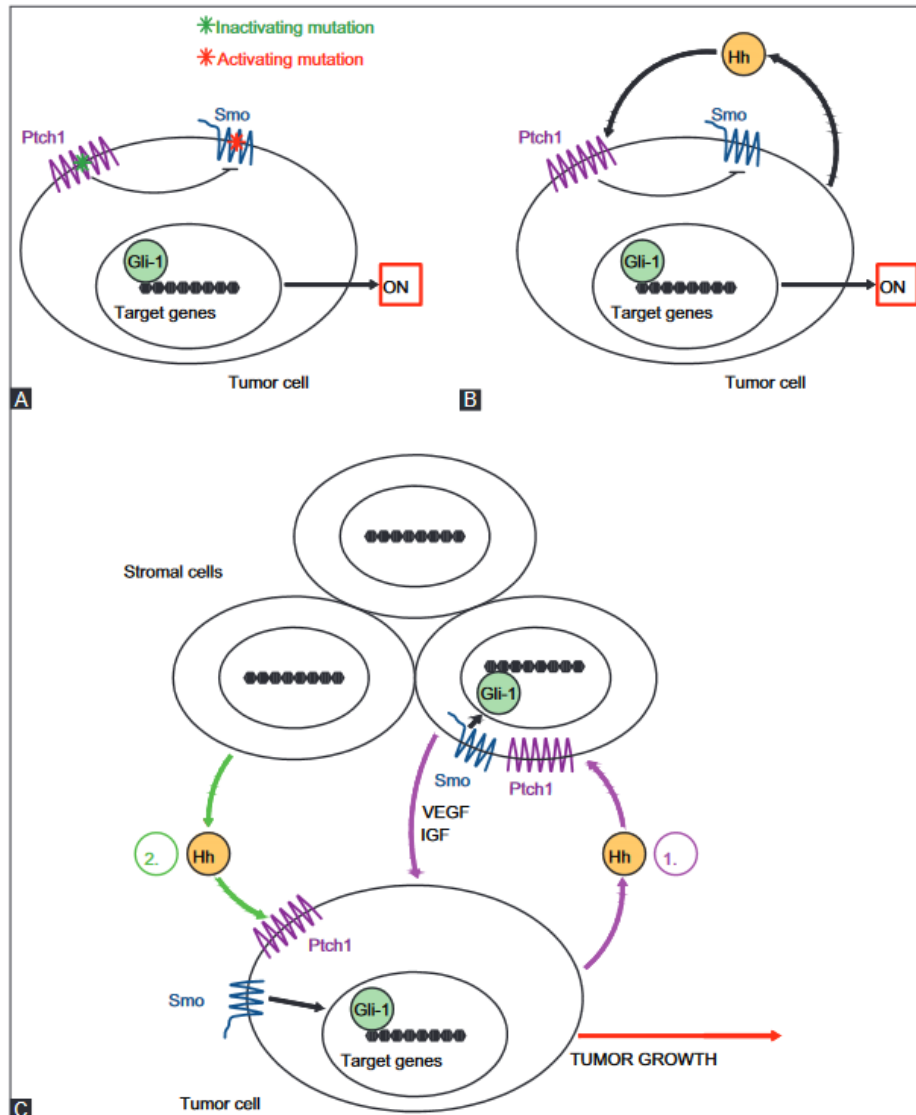 Inactivating mutation
Activating mutation
Smo
Ptch1
Gli-1
Target genes
ON
Tumor cell
A
Hh
Smo
Ptch1
Gli-1
Target genes
ON
Tumor cell
B
Stromal cells
Gli-1
Smo
Ptch1
VEGF
IGF
2.
Hh
Hh
1.
Ptch1
Smo
Gli-1
Target genes
TUMOR GROWTH
Tumor cell
C